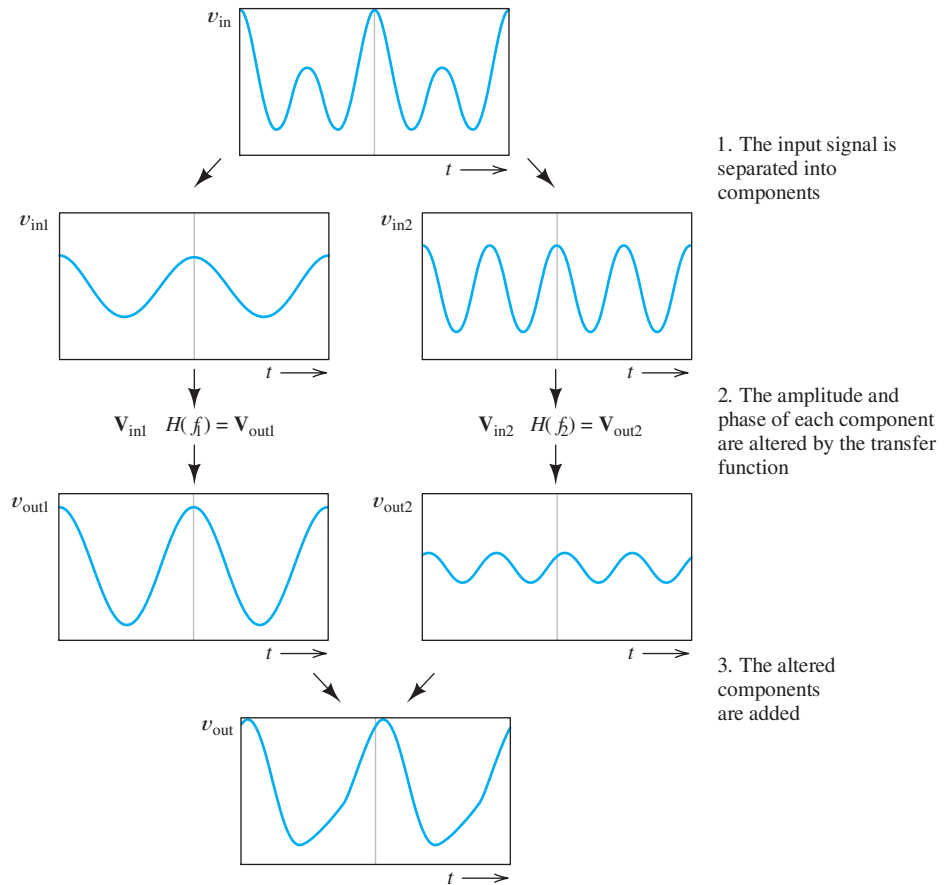 v_in
t
1. The input signal is
separated into
components
v_in1
v_in2
t
t
2. The amplitude and
phase of each component
are altered by the transfer
function
V_in1 H(f_1) = V_out1
V_in2 H(f_2) = V_out2
v_out1
v_out2
t
t
3. The altered
components
are added
v_out
t